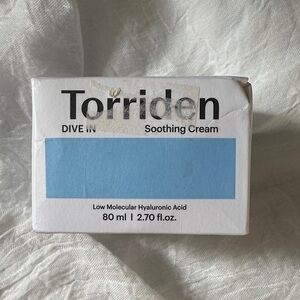 Torriden
DIVE IN Soothing Cream
Low Molecular Hyaluronic Acid
80 ml | 2.70 fl.oz.